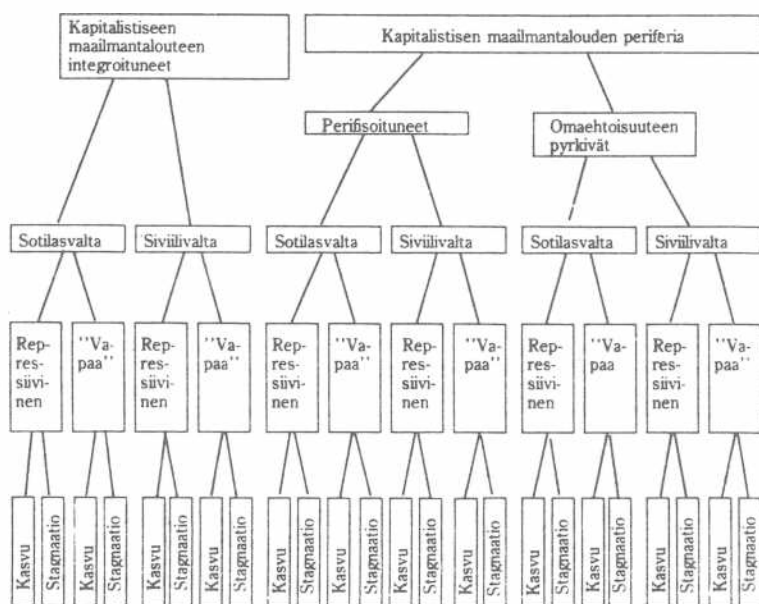 Kapitalistiseen
maailmantalouteen
integroituneet
Kapitalistisen maailmantalouden periferia
Perifisoituneet
Omaehtoisuuteen
pyrkivät
Sotilasvalta
Siviilivalta
Sotilasvalta
Siviilivalta
Sotilasvalta
Siviilivalta
Rep-
res-
siivi-
nen
"Va-
paa"
Rep-
res-
siivi-
nen
"Va-
paa"
Rep-
res-
siivi-
nen
"Va-
paa"
Rep-
res-
siivi-
nen
"Va-
paa"
Rep-
res-
siivi-
nen
"Va-
paa
Rep-
res-
siivi-
nen
"Va-
paa"
Kasvu
Stagnaatio
Kasvu
Stagnaatio
Kasvu
Stagnaatio
Kasvu
Stagnaatio
Kasvu
Stagnaatio
Kasvu
Stagnaatio
Kasvu
Stagnaatio
Kasvu
Stagnaatio
Kasvu
Stagnaatio
Kasvu
Stagnaatio
Kasvu
Stagnaatio
Kasvu
Stagnaatio